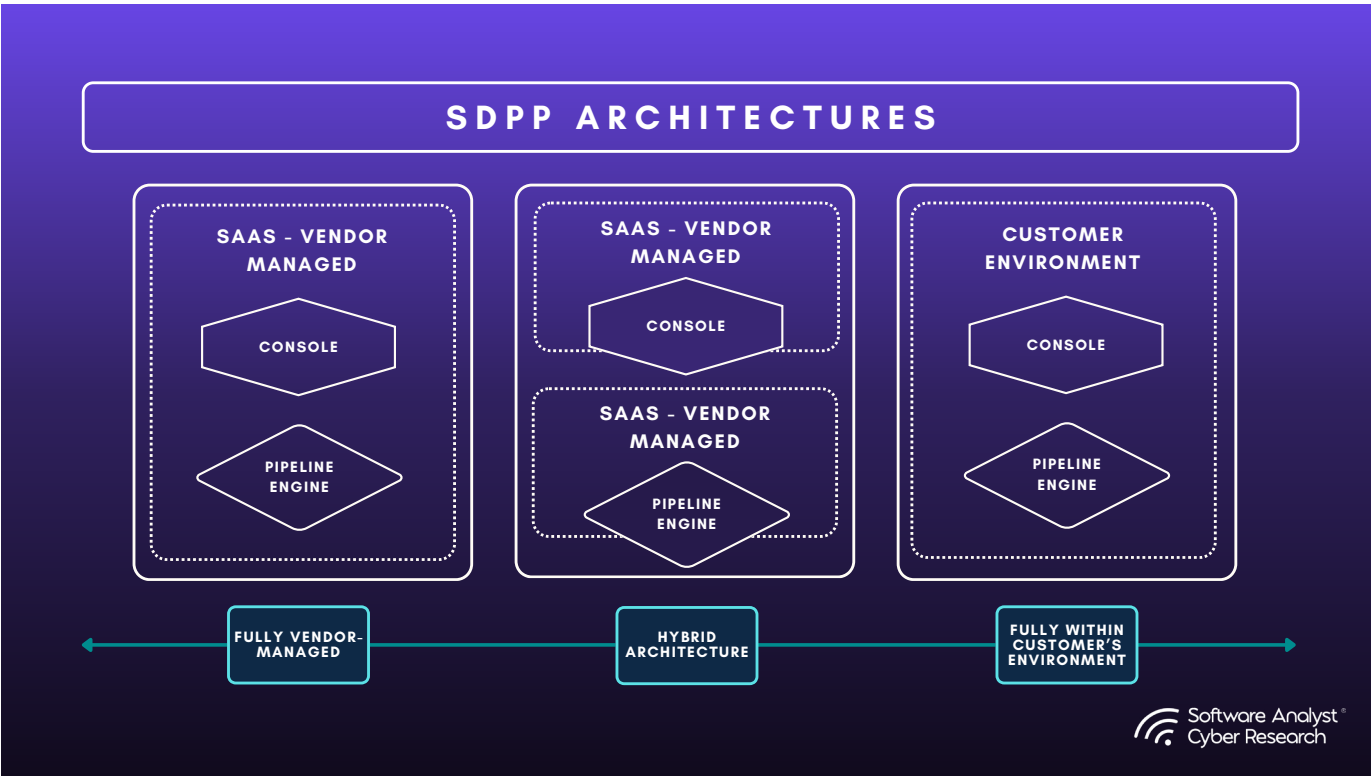 SDPP ARCHITECTURES
SAAS - VENDOR
MANAGED
CONSOLE
PIPELINE
ENGINE
SAAS - VENDOR
MANAGED
CONSOLE
SAAS - VENDOR
MANAGED
PIPELINE
ENGINE
CUSTOMER
ENVIRONMENT
CONSOLE
PIPELINE
ENGINE
FULLY VENDOR-
MANAGED
HYBRID
ARCHITECTURE
FULLY WITHIN
CUSTOMER'S
ENVIRONMENT
Software Analyst®
Cyber Research